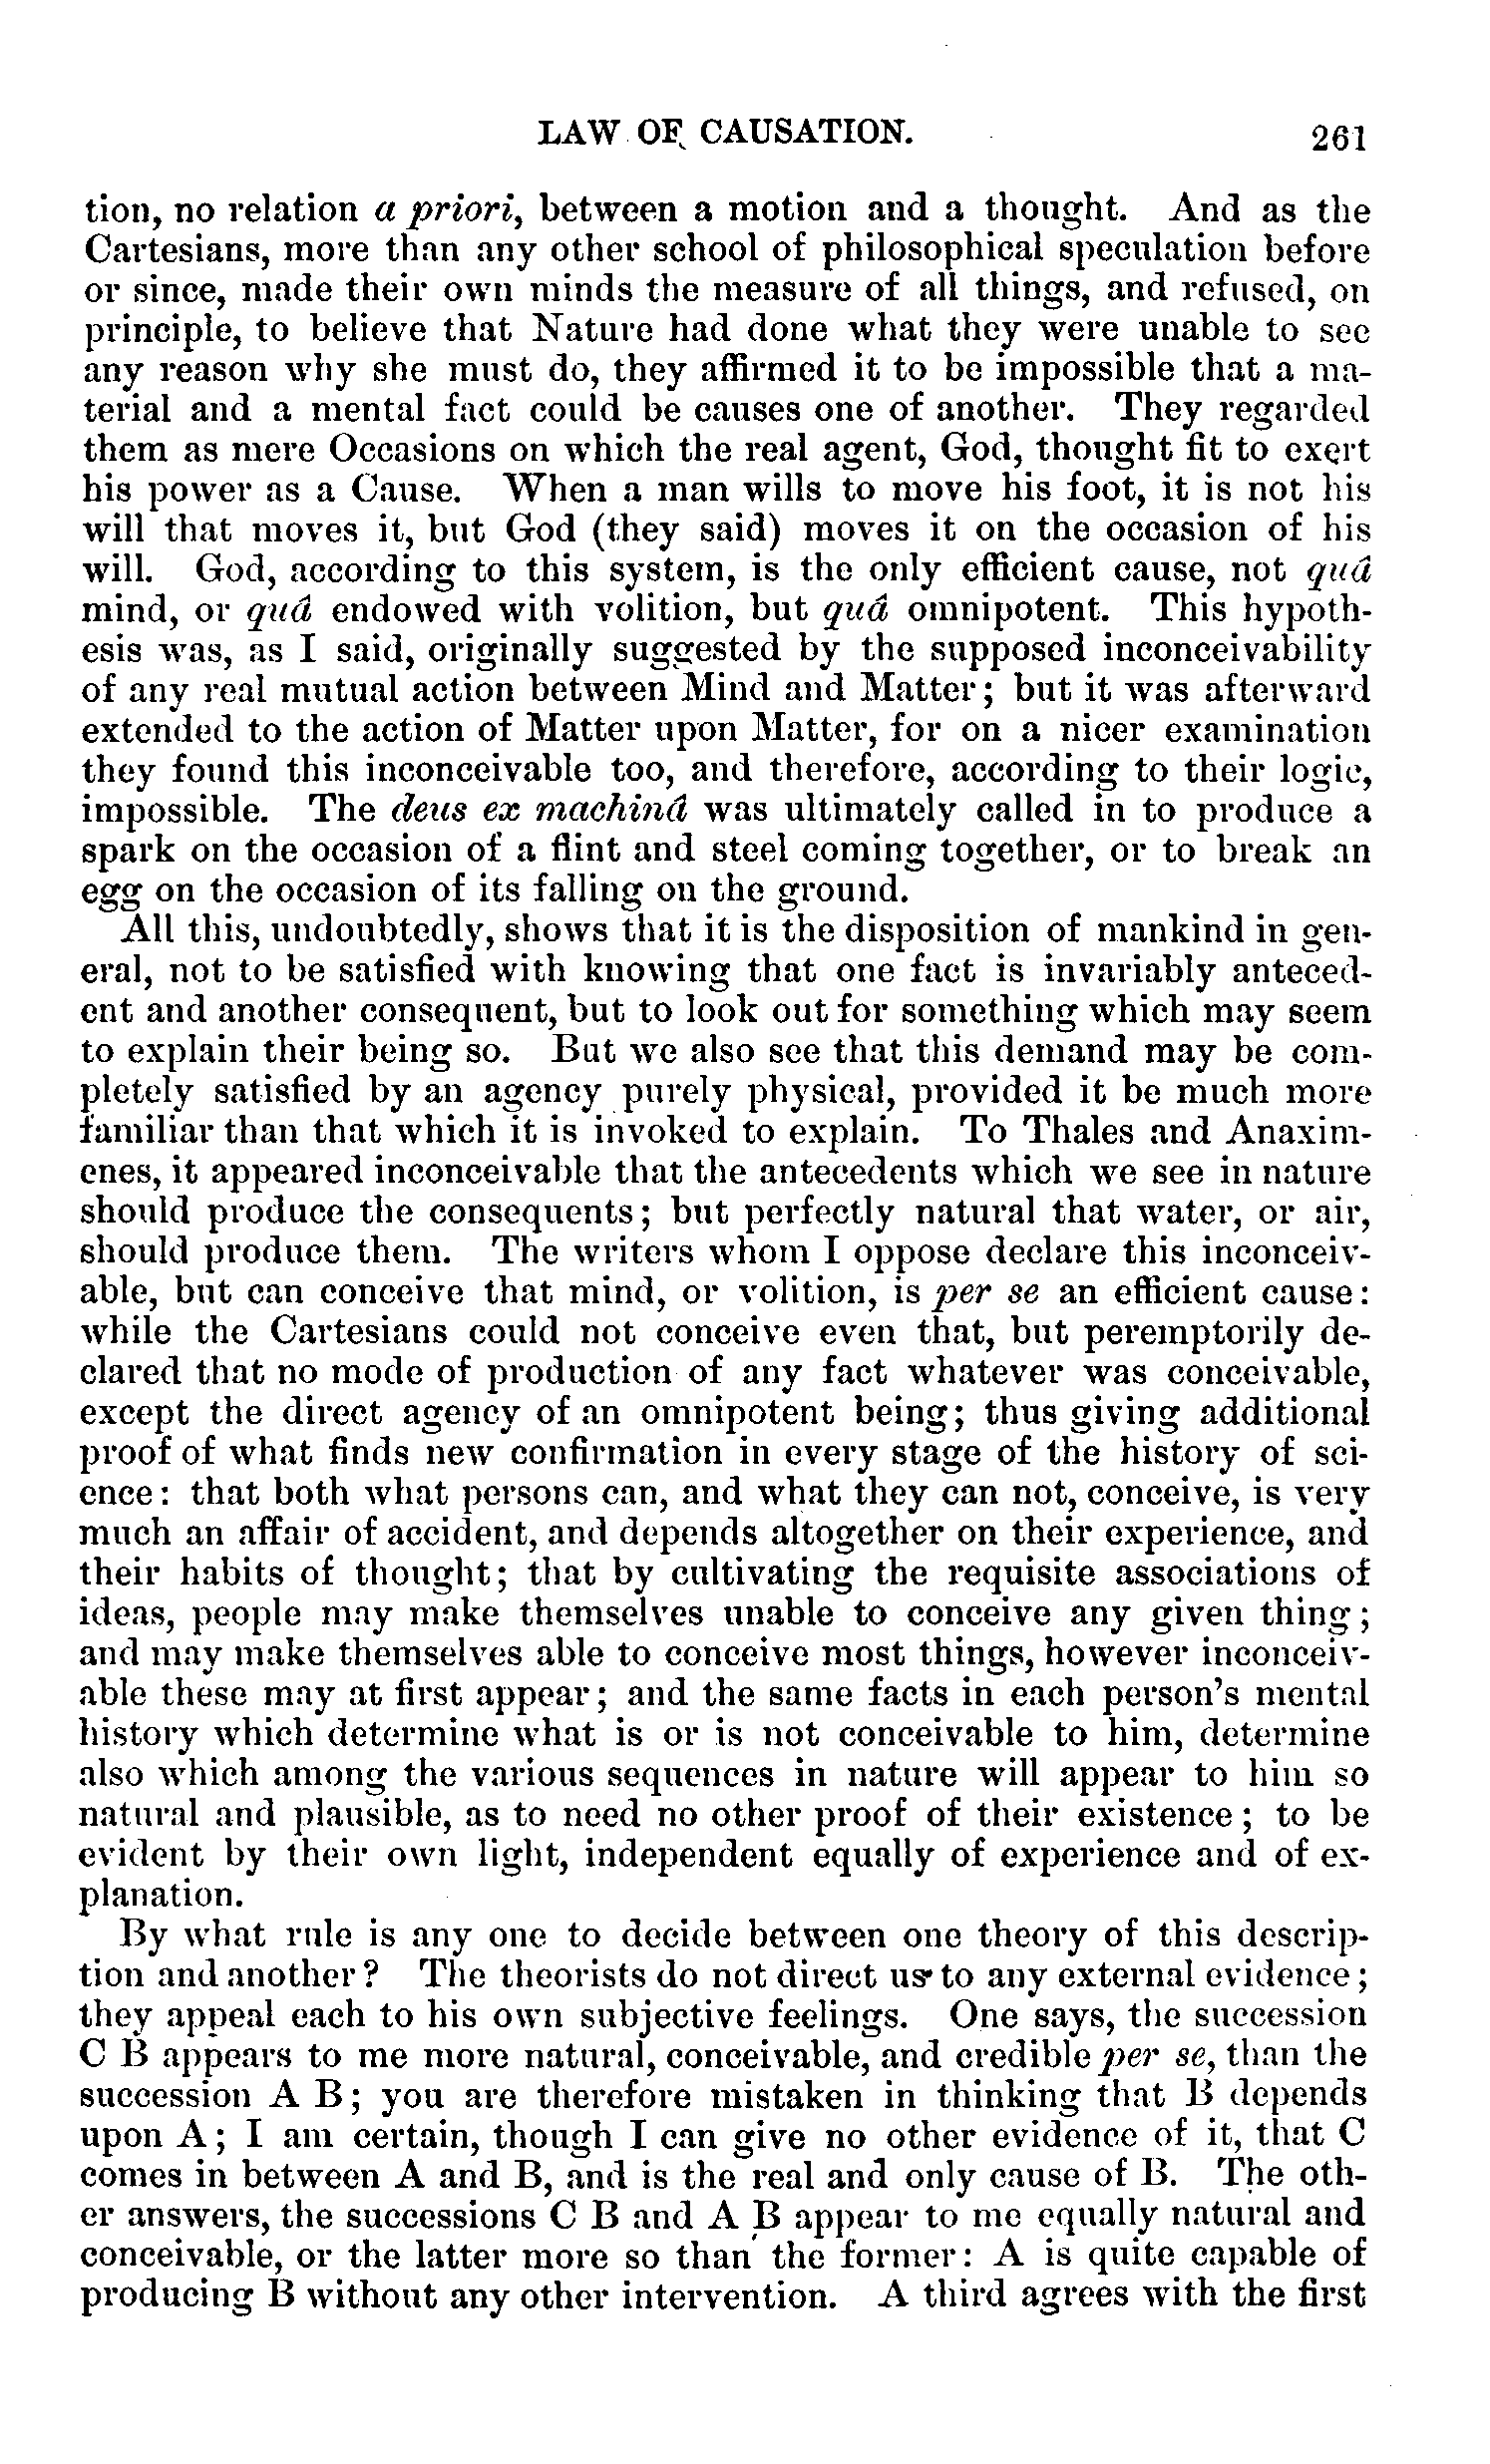 LAW OF CAUSATION. 261
tion, no relation a priori, between a motion and a thought. And as the
Cartesians, more than any other school of philosophical speculation before
or since, made their own minds the measure of all things, and refused, on
principle, to believe that Nature had done what they were unable to see
any reason why she must do, they affirmed it to be impossible that a ma-
terial and a mental fact could be causes one of another. They regarded
them as mere Occasions on which the real agent, God, thought fit to exert
his power as a Cause. When a man wills to move his foot, it is not his
will that moves it, but God (they said) moves it on the occasion of his
will. God, according to this system, is the only efficient cause, not quâ
mind, or quâ endowed with volition, but quâ omnipotent. This hypoth-
esis was, as I said, originally suggested by the supposed inconceivability
of any real mutual action between Mind and Matter; but it was afterward
extended to the action of Matter upon Matter, for on a nicer examination
they found this inconceivable too, and therefore, according to their logic,
impossible. The deus ex machinâ was ultimately called in to produce a
spark on the occasion of a flint and steel coming together, or to break an
egg on the occasion of its falling on the ground.
All this, undoubtedly, shows that it is the disposition of mankind in gen-
eral, not to be satisfied with knowing that one fact is invariably anteced-
ent and another consequent, but to look out for something which may seem
to explain their being so. But we also see that this demand may be com-
pletely satisfied by an agency purely physical, provided it be much more
familiar than that which it is invoked to explain. To Thales and Anaxim-
enes, it appeared inconceivable that the antecedents which we see in nature
should produce the consequents; but perfectly natural that water, or air,
should produce them. The writers whom I oppose declare this inconceiv-
able, but can conceive that mind, or volition, is per se an efficient cause:
while the Cartesians could not conceive even that, but peremptorily de-
clared that no mode of production of any fact whatever was conceivable,
except the direct agency of an omnipotent being; thus giving additional
proof of what finds new confirmation in every stage of the history of sci-
ence: that both what persons can, and what they can not, conceive, is very
much an affair of accident, and depends altogether on their experience, and
their habits of thought; that by cultivating the requisite associations of
ideas, people may make themselves unable to conceive any given thing;
and may make themselves able to conceive most things, however inconceiv-
able these may at first appear; and the same facts in each person's mental
history which determine what is or is not conceivable to him, determine
also which among the various sequences in nature will appear to him so
natural and plausible, as to need no other proof of their existence; to be
evident by their own light, independent equally of experience and of ex-
planation.
By what rule is any one to decide between one theory of this descrip-
tion and another? The theorists do not direct us to any external evidence;
they appeal each to his own subjective feelings. One says, the succession
C B appears to me more natural, conceivable, and credible per se, than the
succession A B; you are therefore mistaken in thinking that B depends
upon A; I am certain, though I can give no other evidence of it, that C
comes in between A and B, and is the real and only cause of B. The oth-
er answers, the successions C B and A B appear to me equally natural and
conceivable, or the latter more so than the former: A is quite capable of
producing B without any other intervention. A third agrees with the first